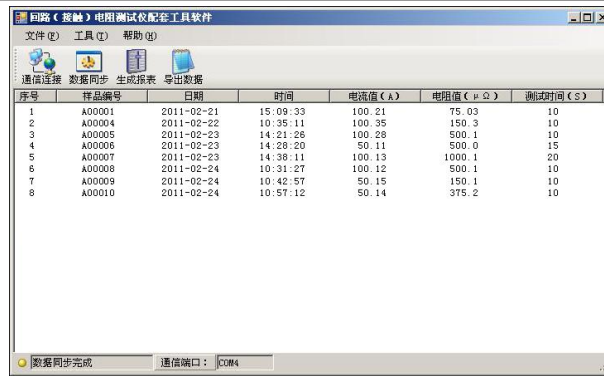 回路(接触)电阻测试仪配套工具软件
文件(F) 工具(T) 帮助(H)
通信连接 数据同步 生成报表 导出数据
序号 样品编号 日期 时间 电流值(A) 电阻值(μΩ) 测试时间(S)
1 A00001 2011-02-21 15:09:33 100.21 75.03 10
2 A00004 2011-02-22 10:35:11 100.35 150.3 10
3 A00005 2011-02-23 14:21:26 100.28 500.1 10
4 A00006 2011-02-23 14:28:20 50.11 500.0 15
5 A00007 2011-02-23 14:38:11 100.13 1000.1 20
6 A00008 2011-02-24 10:31:27 100.12 500.1 10
7 A00009 2011-02-24 10:42:57 50.15 150.1 10
8 A00010 2011-02-24 10:57:12 50.14 375.2 10
数据同步完成 通信端口: COM4